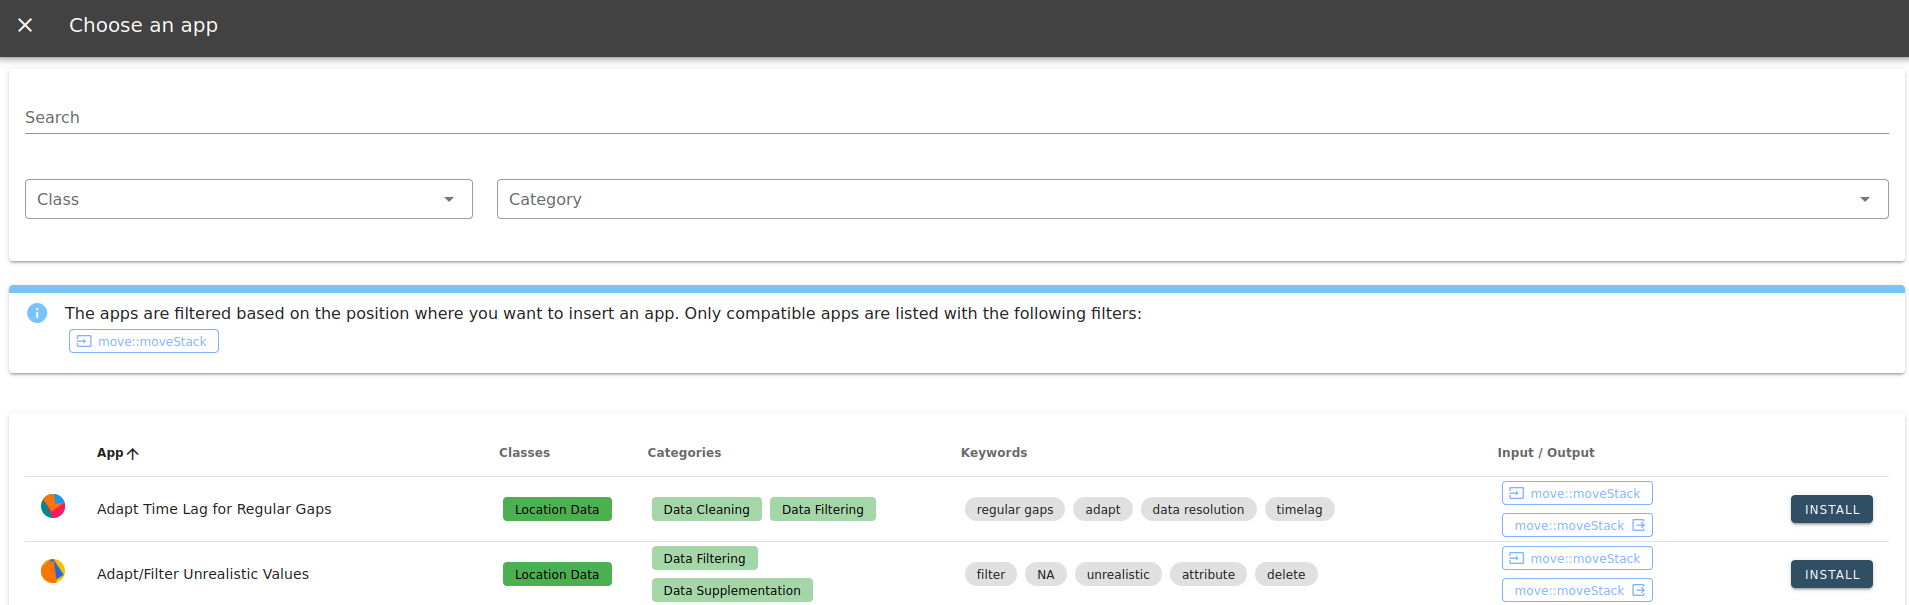 Choose an app
Search
Class
Category
The apps are filtered based on the position where you want to insert an app. Only compatible apps are listed with the following filters:
move::moveStack
App Classes Categories Keywords Input / Output
Adapt Time Lag for Regular Gaps Location Data Data Cleaning Data Filtering regular gaps adapt data resolution timelag move::moveStack
move::moveStack
INSTALL
Adapt/Filter Unrealistic Values Location Data Data Filtering
Data Supplementation
filter NA unrealistic attribute delete move::moveStack
move::moveStack
INSTALL